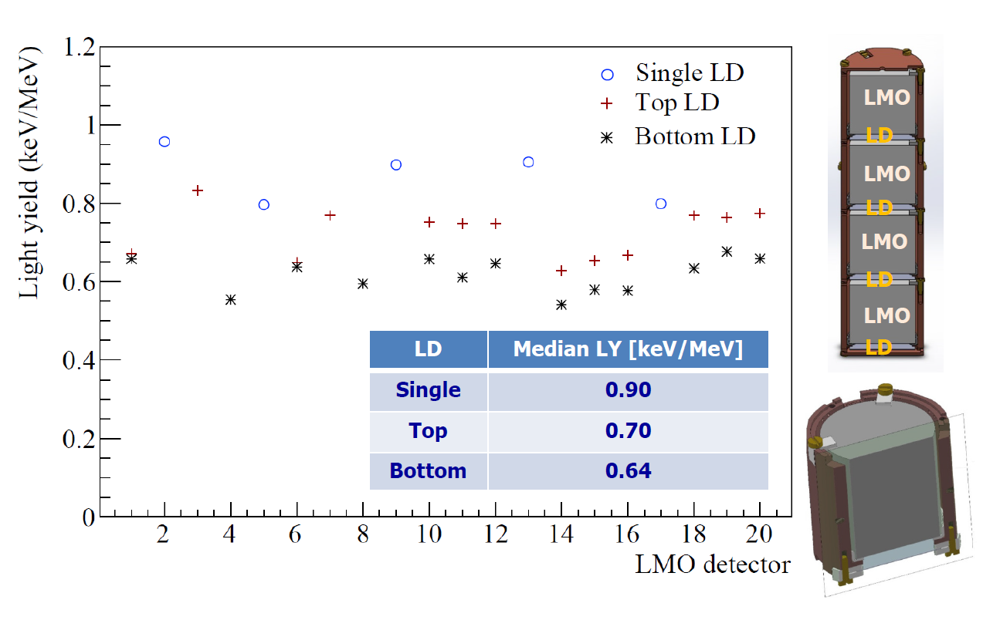 Light yield (keV/MeV)
1.2
1
0.8
0.6
0.4
0.2
0
Single LD
Top LD
Bottom LD
LD Median LY [keV/MeV]
Single 0.90
Top 0.70
Bottom 0.64
2 4 6 8 10 12 14 16 18 20
LMO detector
LMO
LD
LMO
LD
LMO
LD
LMO
LD